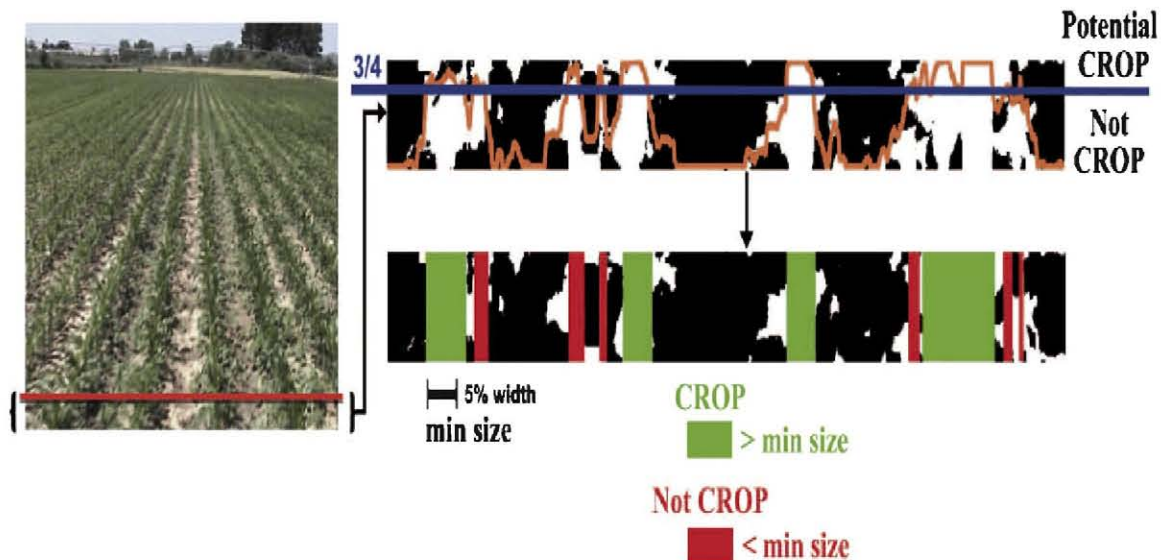 Potential
CROP
3/4
Not
CROP
5% width
min size
CROP
> min size
Not CROP
< min size